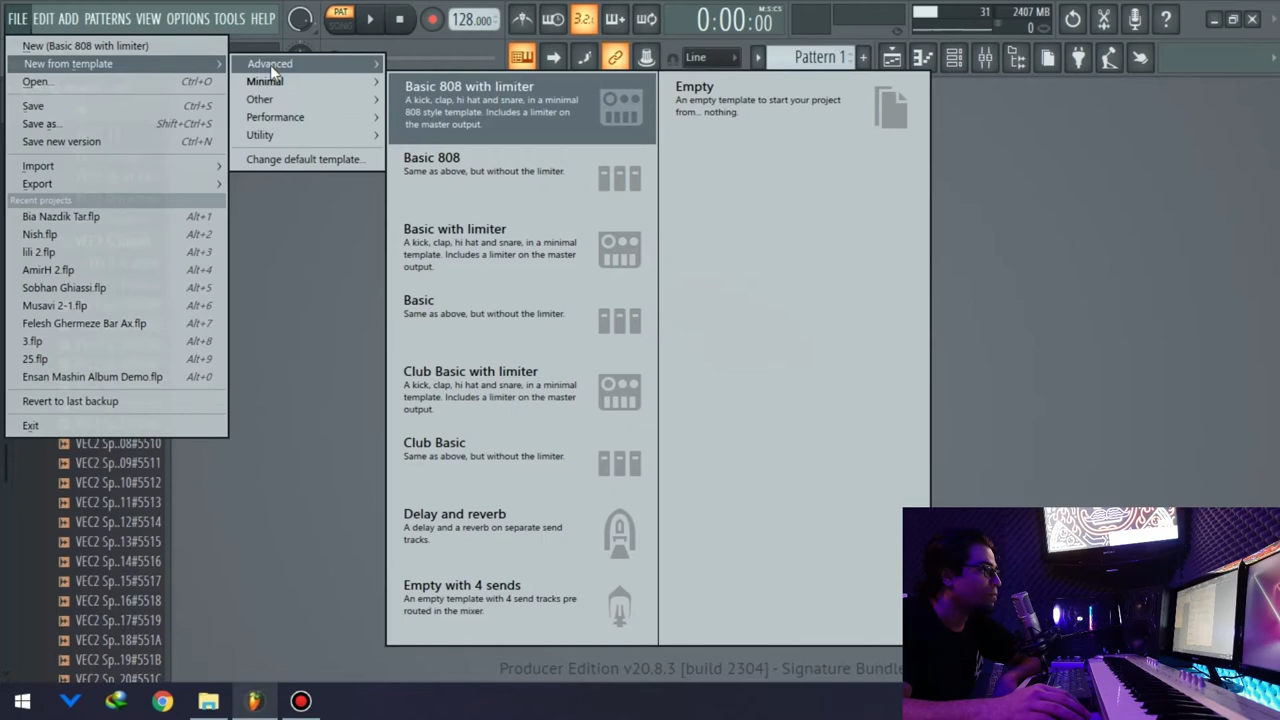 FILE EDIT ADD PATTERNS VIEW OPTIONS TOOLS HELP
PAT
SONG
128.000
3.2.
0:00:00
M:S:CS
31
2407 MB
0
Line
Pattern 1
New (Basic 808 with limiter)
New from template
Open... Ctrl+O
Save Ctrl+S
Save as... Shift+Ctrl+S
Save new version Ctrl+N
Import
Export
Recent projects
Bia Nazdik Tar.flp Alt+1
Nish.flp Alt+2
lili 2.flp Alt+3
AmirH 2.flp Alt+4
Sobhan Ghiassi.flp Alt+5
Musavi 2-1.flp Alt+6
Felesh Ghermeze Bar Ax.flp Alt+7
3.flp Alt+8
25.flp Alt+9
Ensan Mashin Album Demo.flp Alt+0
Revert to last backup
Exit
Advanced
Minimal
Other
Performance
Utility
Change default template...
Basic 808 with limiter
A kick, clap, hi hat and snare, in a minimal
808 style template. Includes a limiter on
the master output.
Basic 808
Same as above, but without the limiter.
Basic with limiter
A kick, clap, hi hat and snare, in a minimal
template. Includes a limiter on the master
output.
Basic
Same as above, but without the limiter.
Club Basic with limiter
A kick, clap, hi hat and snare, in a minimal
template. Includes a limiter on the master
output.
Club Basic
Same as above, but without the limiter.
Delay and reverb
A delay and a reverb on separate send
tracks.
Empty with 4 sends
An empty template with 4 send tracks pre
routed in the mixer.
Empty
An empty template to start your project
from... nothing.
VEC2 Sp..08#5510
VEC2 Sp..09#5511
VEC2 Sp..10#5512
VEC2 Sp..11#5513
VEC2 Sp..12#5514
VEC2 Sp..13#5515
VEC2 Sp..14#5516
VEC2 Sp..15#5517
VEC2 Sp..16#5518
VEC2 Sp..17#5519
VEC2 Sp..18#551A
VEC2 Sp..19#551B
VEC2 Sp..20#551C
Producer Edition v20.8.3 [build 2304] - Signature Bundle